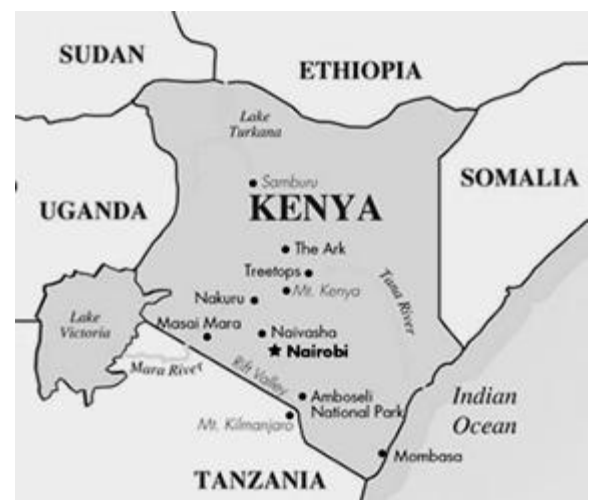 SUDAN
ETHIOPIA
Lake
Turkana
Samburu
SOMALIA
KENYA
UGANDA
The Ark
Treetops
Mt. Kenya
Tana River
Nakuru
Lake
Victoria
Masai Mara
Naivasha
Nairobi
Mara River
Rift Valley
Amboseli
National Park
Indian
Ocean
Mt. Kilmanjaro
Mombasa
TANZANIA